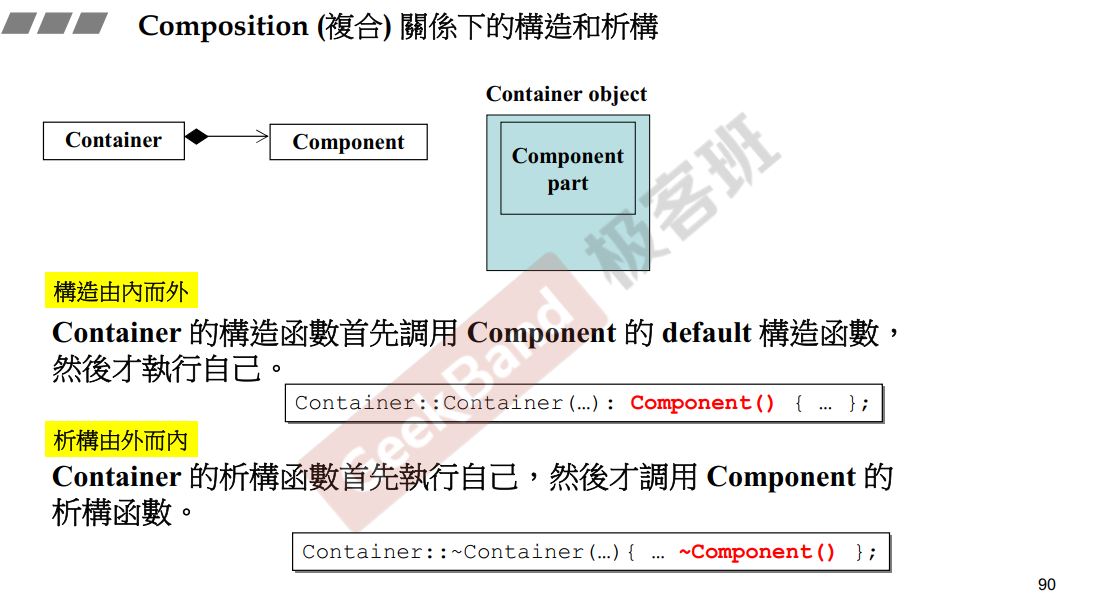 Composition (複合) 關係下的構造和析構
Container object
Container
Component
Component
part
GeekBand 极客班
構造由內而外
Container 的構造函數首先調用 Component 的 default 構造函數，
然後才執行自己。
Container::Container(…): Component() { … };
析構由外而內
Container 的析構函數首先執行自己，然後才調用 Component 的
析構函數。
Container::~Container(…){ … ~Component() };
90